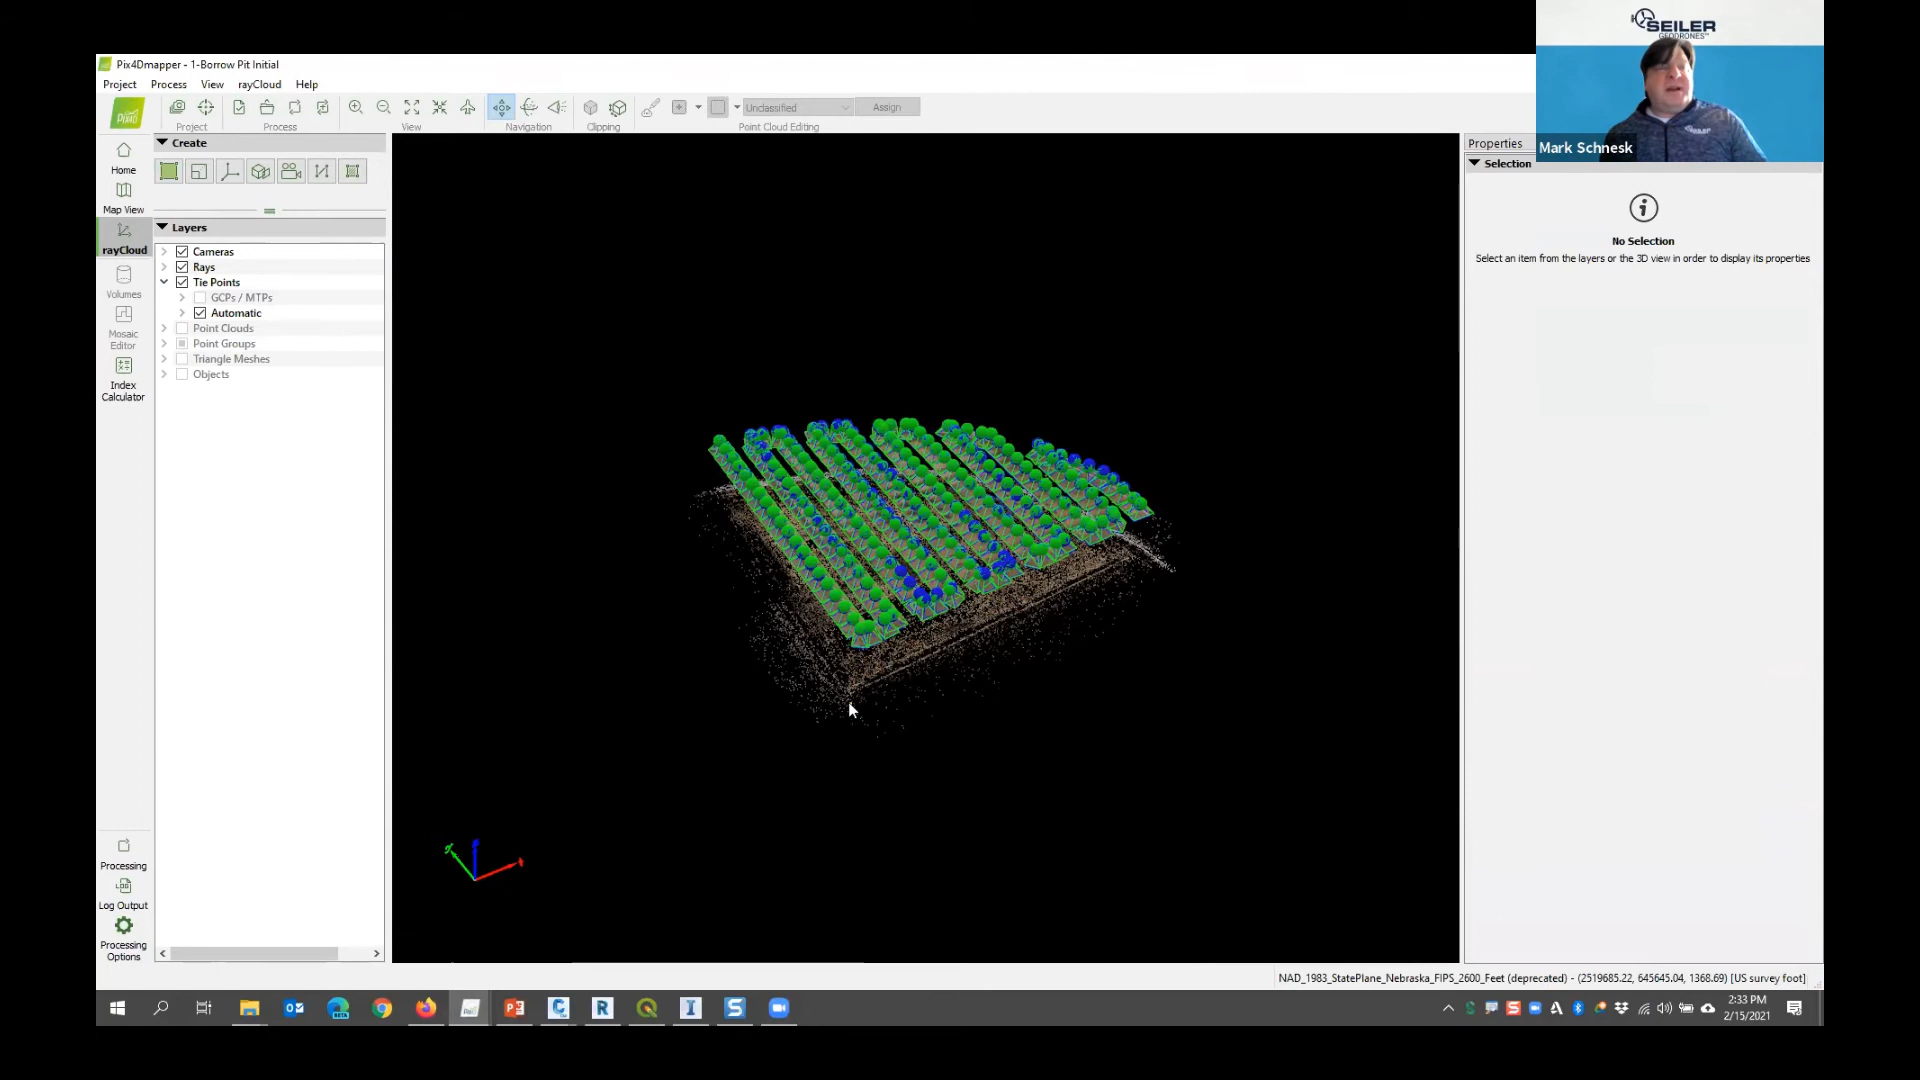 SEILER
GEODRONES
Mark Schnesk
SEILER
Pix4Dmapper - 1-Borrow Pit Initial
Project Process View rayCloud Help
Pix4D
Unclassified
Assign
Project Process View Navigation Clipping Point Cloud Editing
Home
Map View
rayCloud
Volumes
Mosaic
Editor
Index
Calculator
Create
Layers
Cameras
Rays
Tie Points
GCPs / MTPs
Automatic
Point Clouds
Point Groups
Triangle Meshes
Objects
Processing
Log Output
Processing
Options
Properties
Selection
No Selection
Select an item from the layers or the 3D view in order to display its properties
NAD_1983_StatePlane_Nebraska_FIPS_2600_Feet (deprecated) - (2519685.22, 645645.04, 1368.69) [US survey foot]
2:33 PM
2/15/2021